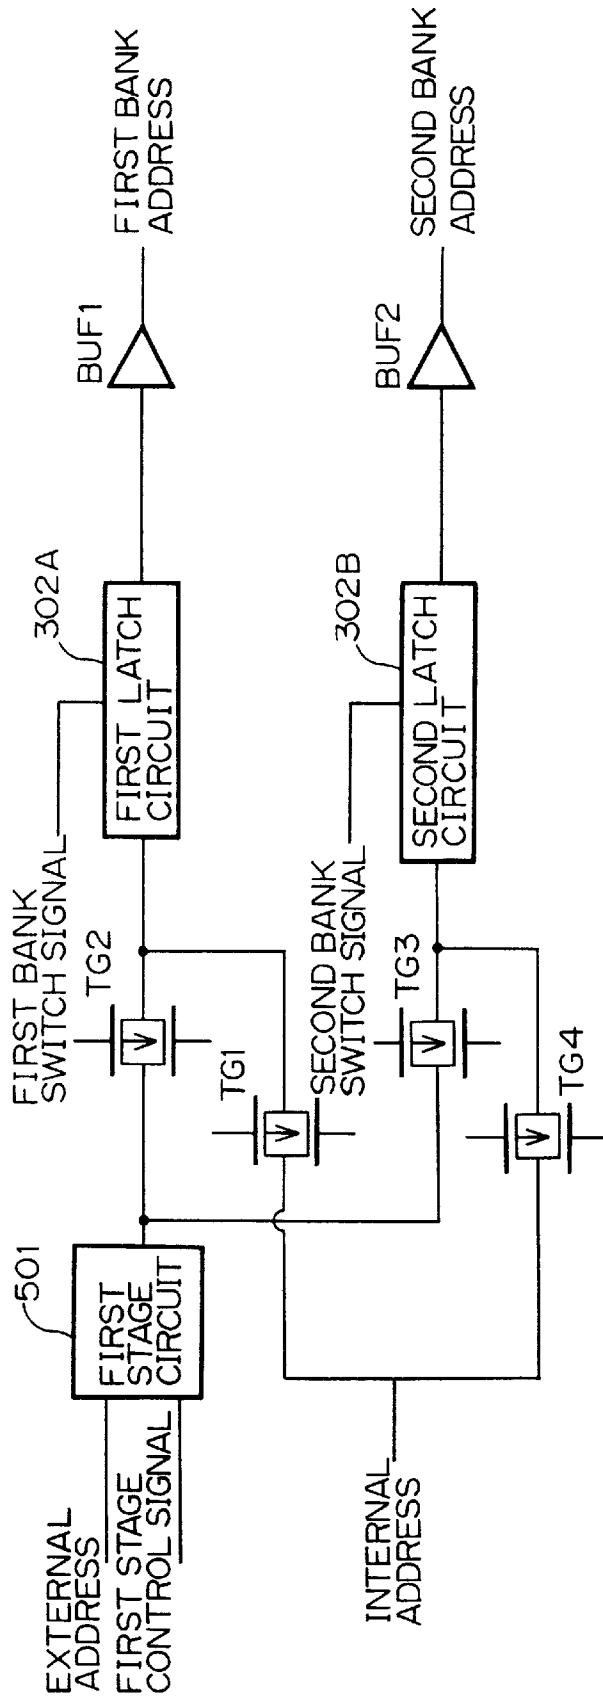 EXTERNAL
ADDRESS
FIRST STAGE
CONTROL SIGNAL
501
FIRST
STAGE
CIRCUIT
INTERNAL
ADDRESS
FIRST BANK
SWITCH SIGNAL
TG2
TG1
302A
FIRST LATCH
CIRCUIT
BUF1
FIRST BANK
ADDRESS
SECOND BANK
SWITCH SIGNAL
TG3
TG4
302B
SECOND LATCH
CIRCUIT
BUF2
SECOND BANK
ADDRESS